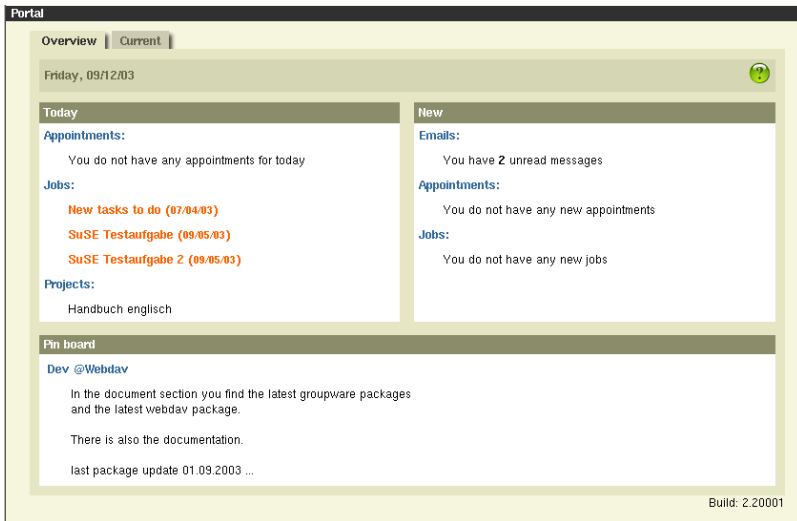 Portal
Overview
Current
Friday, 09/12/03
?
Today
Appointments:
You do not have any appointments for today
Jobs:
New tasks to do (07/04/03)
SuSE Testaufgabe (09/05/03)
SuSE Testaufgabe 2 (09/05/03)
Projects:
Handbuch englisch
New
Emails:
You have 2 unread messages
Appointments:
You do not have any new appointments
Jobs:
You do not have any new jobs
Pin board
Dev @Webdav
In the document section you find the latest groupware packages
and the latest webdav package.
There is also the documentation.
last package update 01.09.2003 ...
Build: 2.20001